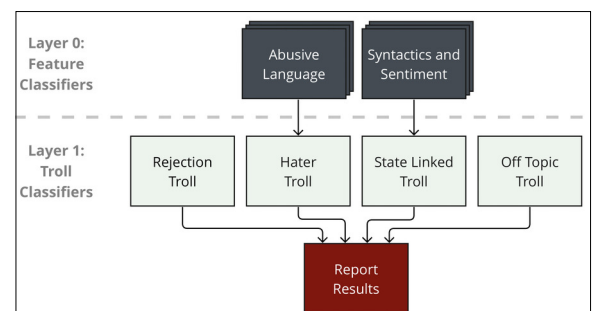 Layer 0:
Feature
Classifiers
Abusive
Language
Syntactics and
Sentiment
Layer 1:
Troll
Classifiers
Rejection
Troll
Hater
Troll
State Linked
Troll
Off Topic
Troll
Report
Results